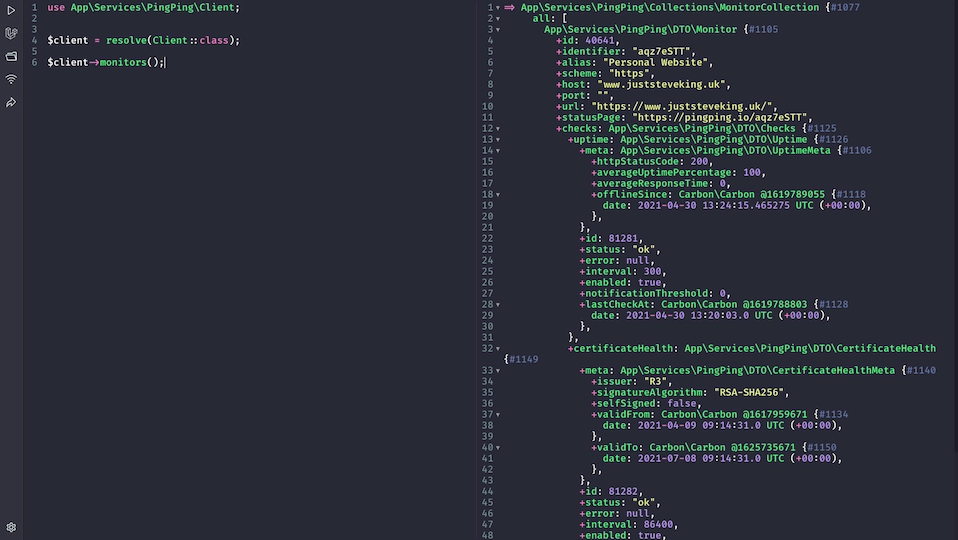 1 use App\Services\PingPing\Client;
2
3
4 $client = resolve(Client::class);
5
6 $client->monitors();
1 => App\Services\PingPing\Collections\MonitorCollection {#1077
2 all: [
3 App\Services\PingPing\DTO\Monitor {#1105
4 +id: 40641,
5 +identifier: "aqz7eSTT",
6 +alias: "Personal Website",
7 +scheme: "https",
8 +host: "www.juststeveking.uk",
9 +port: "",
10 +url: "https://www.juststeveking.uk/",
11 +statusPage: "https://pingping.io/aqz7eSTT",
12 +checks: App\Services\PingPing\DTO\Checks {#1125
13 +uptime: App\Services\PingPing\DTO\Uptime {#1126
14 +meta: App\Services\PingPing\DTO\UptimeMeta {#1106
15 +httpStatusCode: 200,
16 +averageUptimePercentage: 100,
17 +averageResponseTime: 0,
18 +offlineSince: Carbon\Carbon @1619789055 {#1118
19 date: 2021-04-30 13:24:15.465275 UTC (+00:00),
20 },
21 },
22 +id: 81281,
23 +status: "ok",
24 +error: null,
25 +interval: 300,
26 +enabled: true,
27 +notificationThreshold: 0,
28 +lastCheckAt: Carbon\Carbon @1619788803 {#1128
29 date: 2021-04-30 13:20:03.0 UTC (+00:00),
30 },
31 },
32 +certificateHealth: App\Services\PingPing\DTO\CertificateHealth
{#1149
33 +meta: App\Services\PingPing\DTO\CertificateHealthMeta {#1140
34 +issuer: "R3",
35 +signatureAlgorithm: "RSA-SHA256",
36 +selfSigned: false,
37 +validFrom: Carbon\Carbon @1617959671 {#1134
38 date: 2021-04-09 09:14:31.0 UTC (+00:00),
39 },
40 +validTo: Carbon\Carbon @1625735671 {#1150
41 date: 2021-07-08 09:14:31.0 UTC (+00:00),
42 },
43 },
44 +id: 81282,
45 +status: "ok",
46 +error: null,
47 +interval: 86400,
48 +enabled: true,